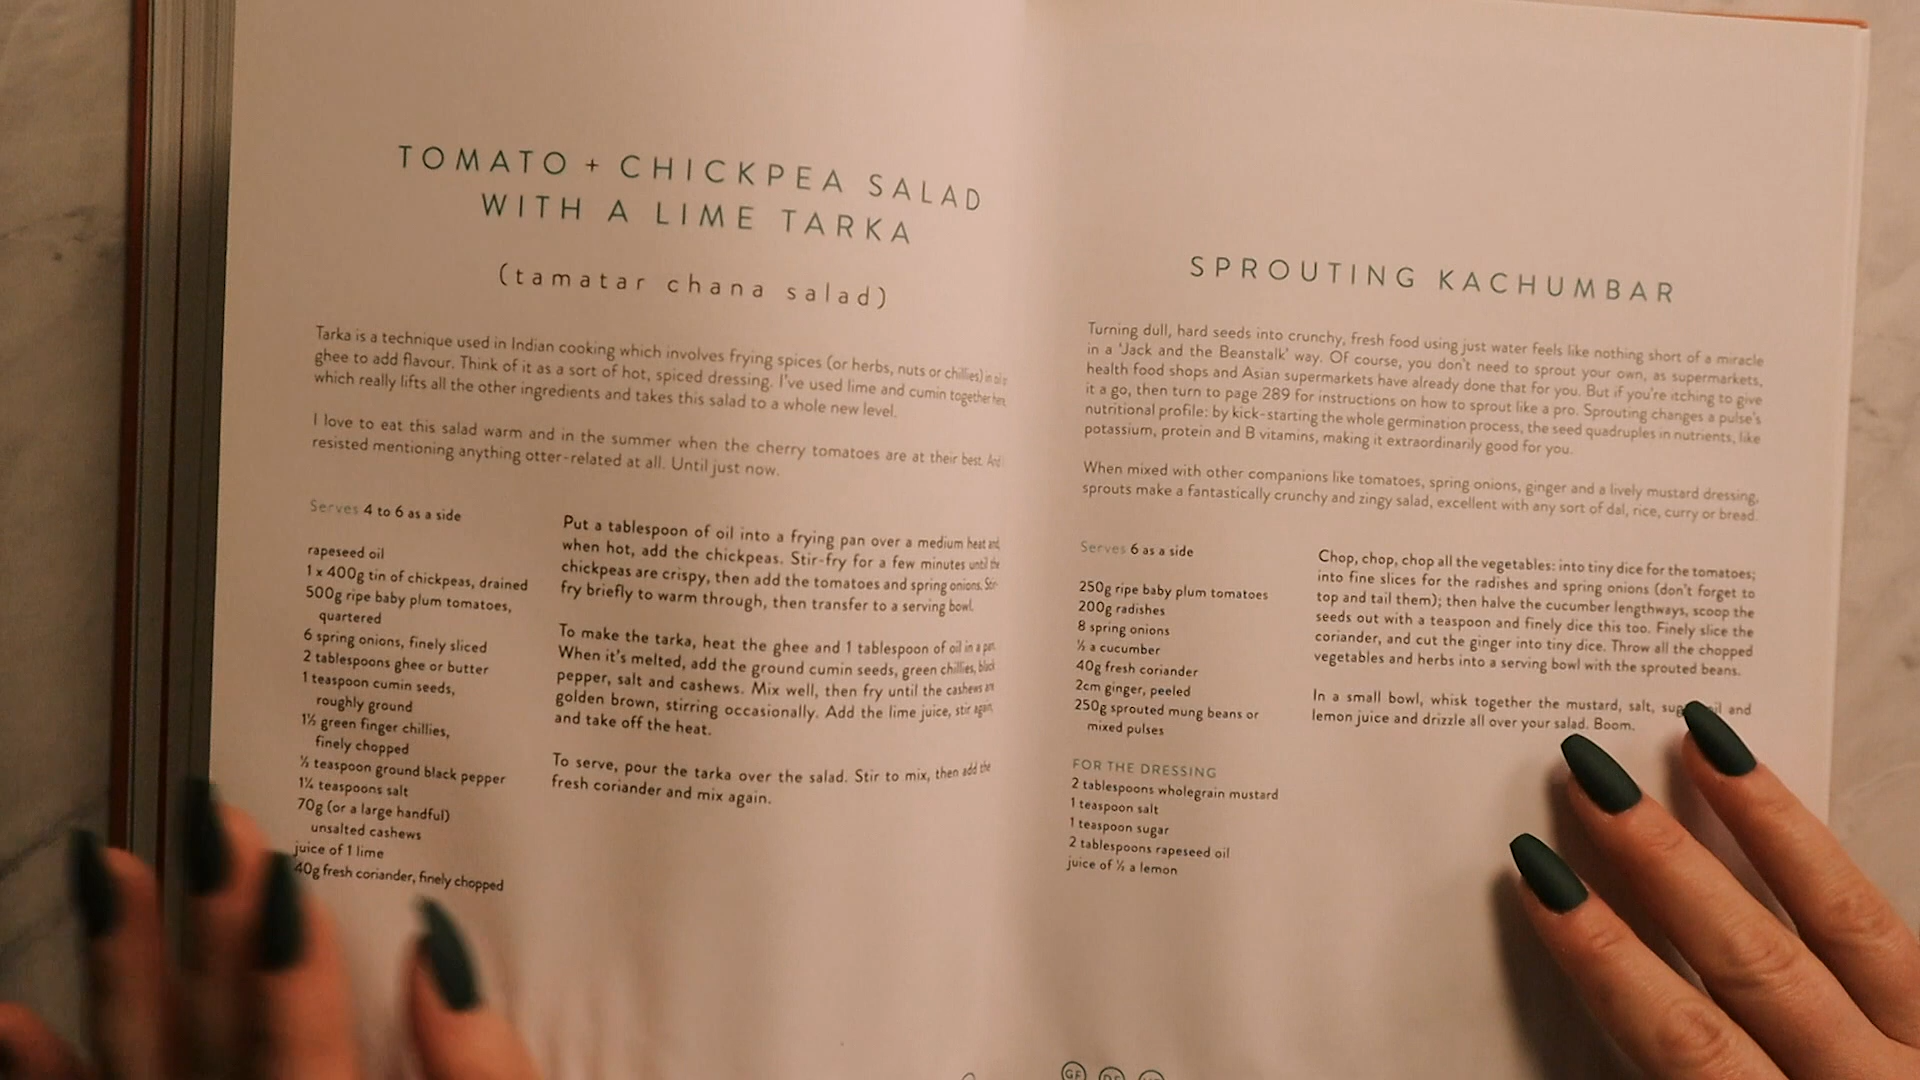 TOMATO + CHICKPEA SALAD
WITH A LIME TARKA
(tamatar chana salad)
Tarka is a technique used in Indian cooking which involves frying spices (or herbs, nuts or chillies) in oil or
ghee to add flavour. Think of it as a sort of hot, spiced dressing. I've used lime and cumin together here,
which really lifts all the other ingredients and takes this salad to a whole new level.
I love to eat this salad warm and in the summer when the cherry tomatoes are at their best. And I
resisted mentioning anything otter-related at all. Until just now.
Serves 4 to 6 as a side
rapeseed oil
1 x 400g tin of chickpeas, drained
500g ripe baby plum tomatoes,
quartered
6 spring onions, finely sliced
2 tablespoons ghee or butter
1 teaspoon cumin seeds,
roughly ground
1½ green finger chillies,
finely chopped
teaspoon ground black pepper
1¼ teaspoons salt
70g (or a large handful)
unsalted cashews
juice of 1 lime
40g fresh coriander, finely chopped
Put a tablespoon of oil into a frying pan over a medium heat and,
when hot, add the chickpeas. Stir-fry for a few minutes until the
chickpeas are crispy, then add the tomatoes and spring onions. Stir-
fry briefly to warm through, then transfer to a serving bowl.
To make the tarka, heat the ghee and 1 tablespoon of oil in a pan.
When it's melted, add the ground cumin seeds, green chillies, black
pepper, salt and cashews. Mix well, then fry until the cashews are
golden brown, stirring occasionally. Add the lime juice, stir again,
and take off the heat.
To serve, pour the tarka over the salad. Stir to mix, then add the
fresh coriander and mix again.
SPROUTING KACHUMBAR
Turning dull, hard seeds into crunchy, fresh food using just water feels like nothing short of a miracle
in a 'Jack and the Beanstalk' way. Of course, you don't need to sprout your own, as supermarkets,
health food shops and Asian supermarkets have already done that for you. But if you're itching to give
it a go, then turn to page 289 for instructions on how to sprout like a pro. Sprouting changes a pulse's
nutritional profile: by kick-starting the whole germination process, the seed quadruples in nutrients, like
potassium, protein and B vitamins, making it extraordinarily good for you.
When mixed with other companions like tomatoes, spring onions, ginger and a lively mustard dressing,
sprouts make a fantastically crunchy and zingy salad, excellent with any sort of dal, rice, curry or bread.
Serves 6 as a side
250g ripe baby plum tomatoes
200g radishes
8 spring onions
½ a cucumber
40g fresh coriander
2cm ginger, peeled
250g sprouted mung beans or
mixed pulses
FOR THE DRESSING
2 tablespoons wholegrain mustard
1 teaspoon salt
1 teaspoon sugar
2 tablespoons rapeseed oil
juice of ½ a lemon
Chop, chop, chop all the vegetables: into tiny dice for the tomatoes;
into fine slices for the radishes and spring onions (don't forget to
top and tail them); then halve the cucumber lengthways, scoop the
seeds out with a teaspoon and finely dice this too. Finely slice the
coriander, and cut the ginger into tiny dice. Throw all the chopped
vegetables and herbs into a serving bowl with the sprouted beans.
In a small bowl, whisk together the mustard, salt, oil and
lemon juice and drizzle all over your salad. Boom.
GF